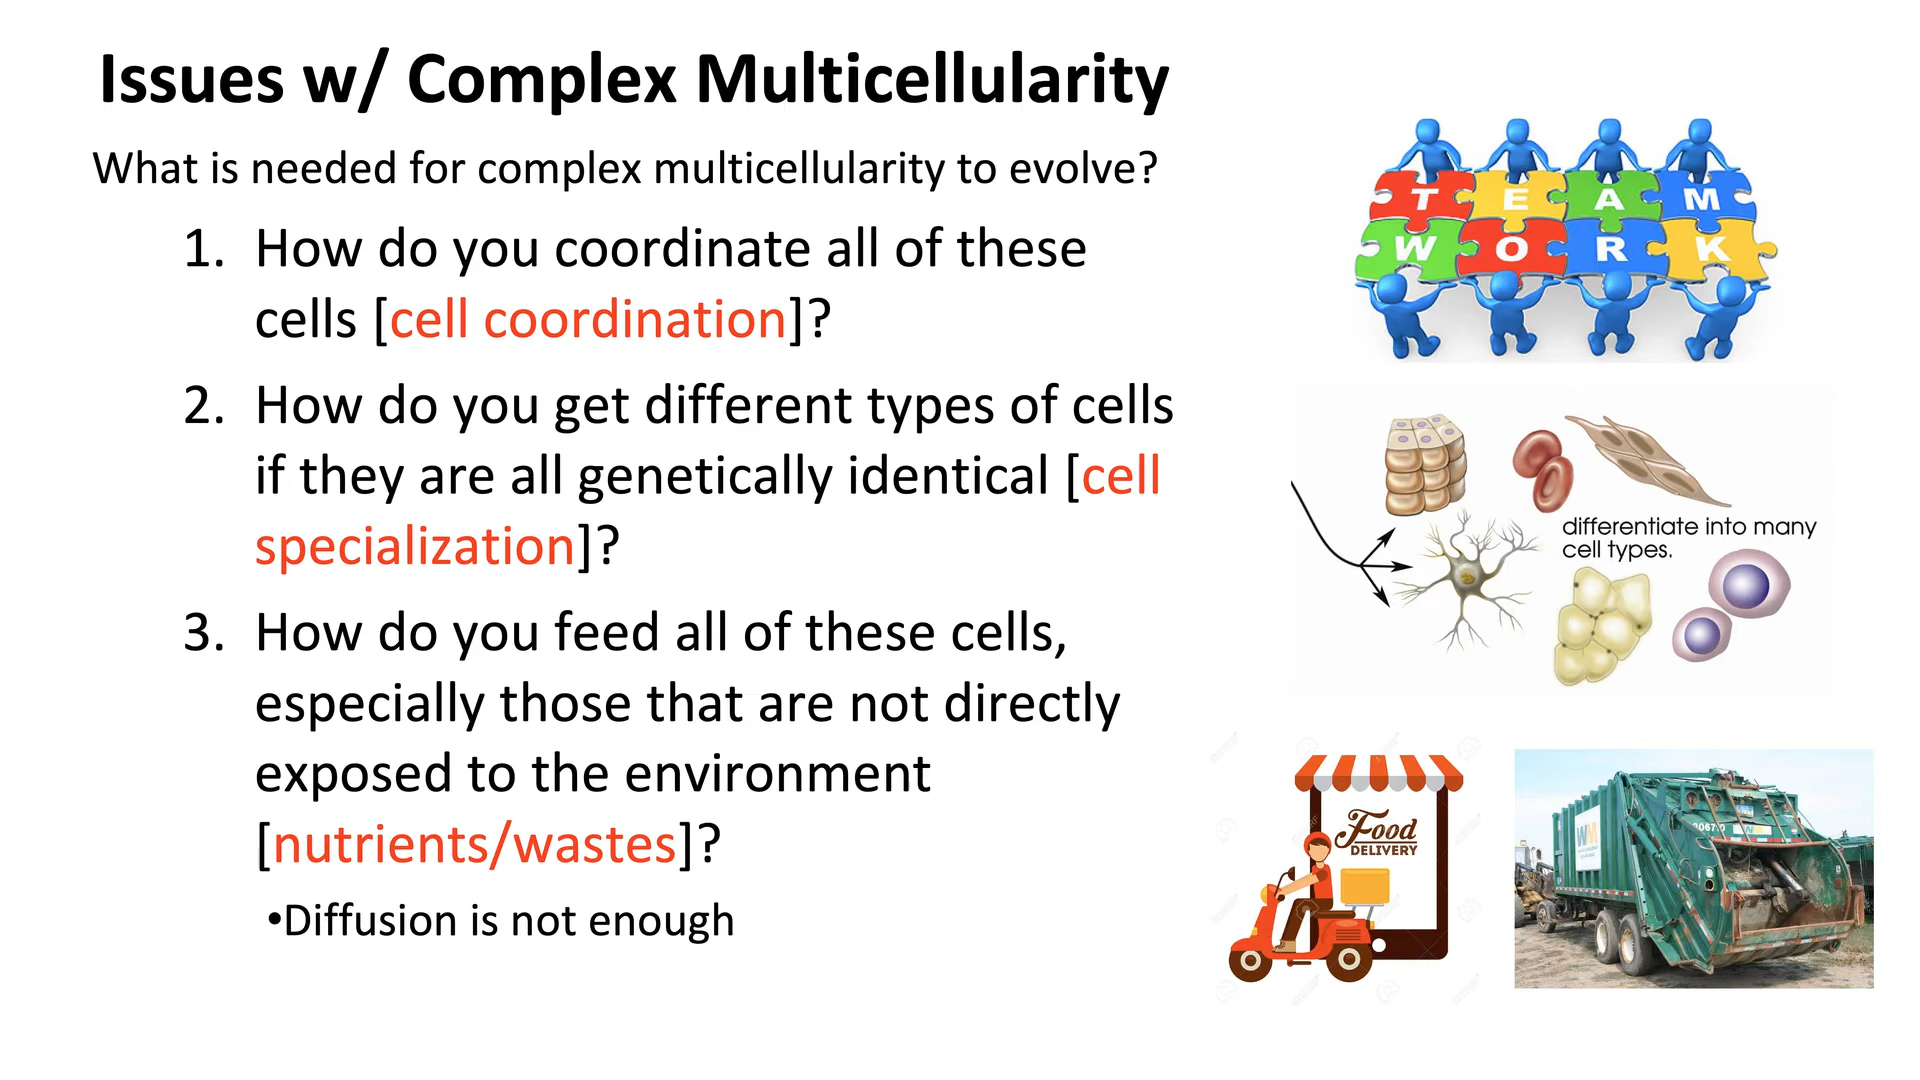 Issues w/ Complex Multicellularity
What is needed for complex multicellularity to evolve?
1. How do you coordinate all of these
cells [cell coordination]?
2. How do you get different types of cells
if they are all genetically identical [cell
specialization]?
3. How do you feed all of these cells,
especially those that are not directly
exposed to the environment
[nutrients/wastes]?
•Diffusion is not enough
TEAM
WORK
differentiate into many
cell types.
Food
DELIVERY
WM